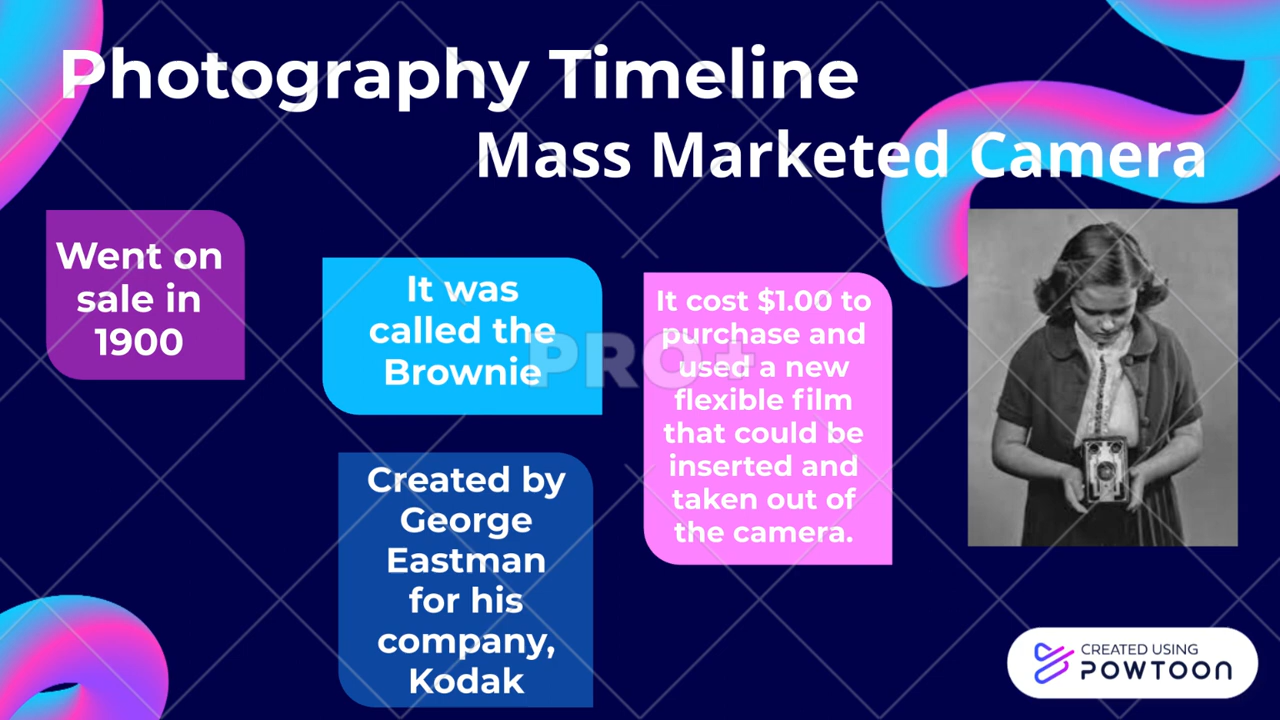 Photography Timeline
Mass Marketed Camera
Went on
sale in
1900
It was
called the
Brownie
Created by
George
Eastman
for his
company,
Kodak
It cost $1.00 to
purchase and
used a new
flexible film
that could be
inserted and
taken out of
the camera.
PRO+
CREATED USING
POWTOON